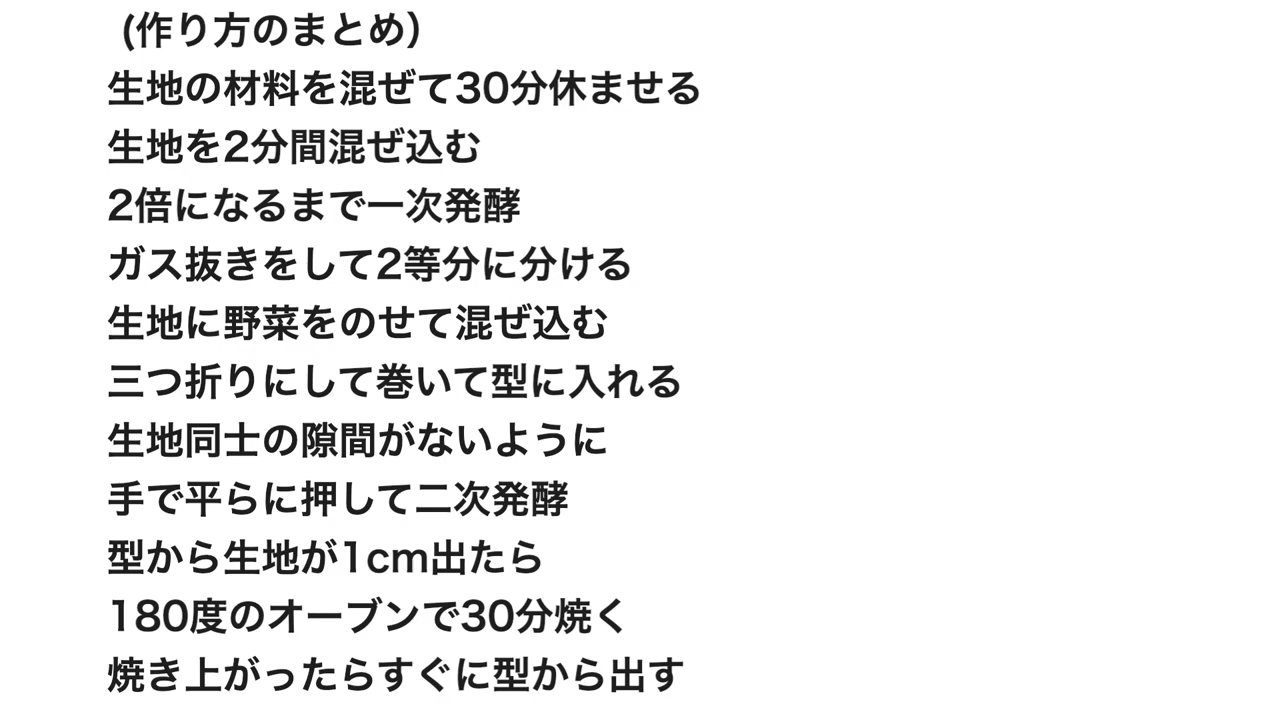 (作り方のまとめ）
生地の材料を混ぜて30分休ませる
生地を2分間混ぜ込む
2倍になるまで一次発酵
ガス抜きをして2等分に分ける
生地に野菜をのせて混ぜ込む
三つ折りにして巻いて型に入れる
生地同士の隙間がないように
手で平らに押して二次発酵
型から生地が1cm出たら
180度のオーブンで30分焼く
焼き上がったらすぐに型から出す